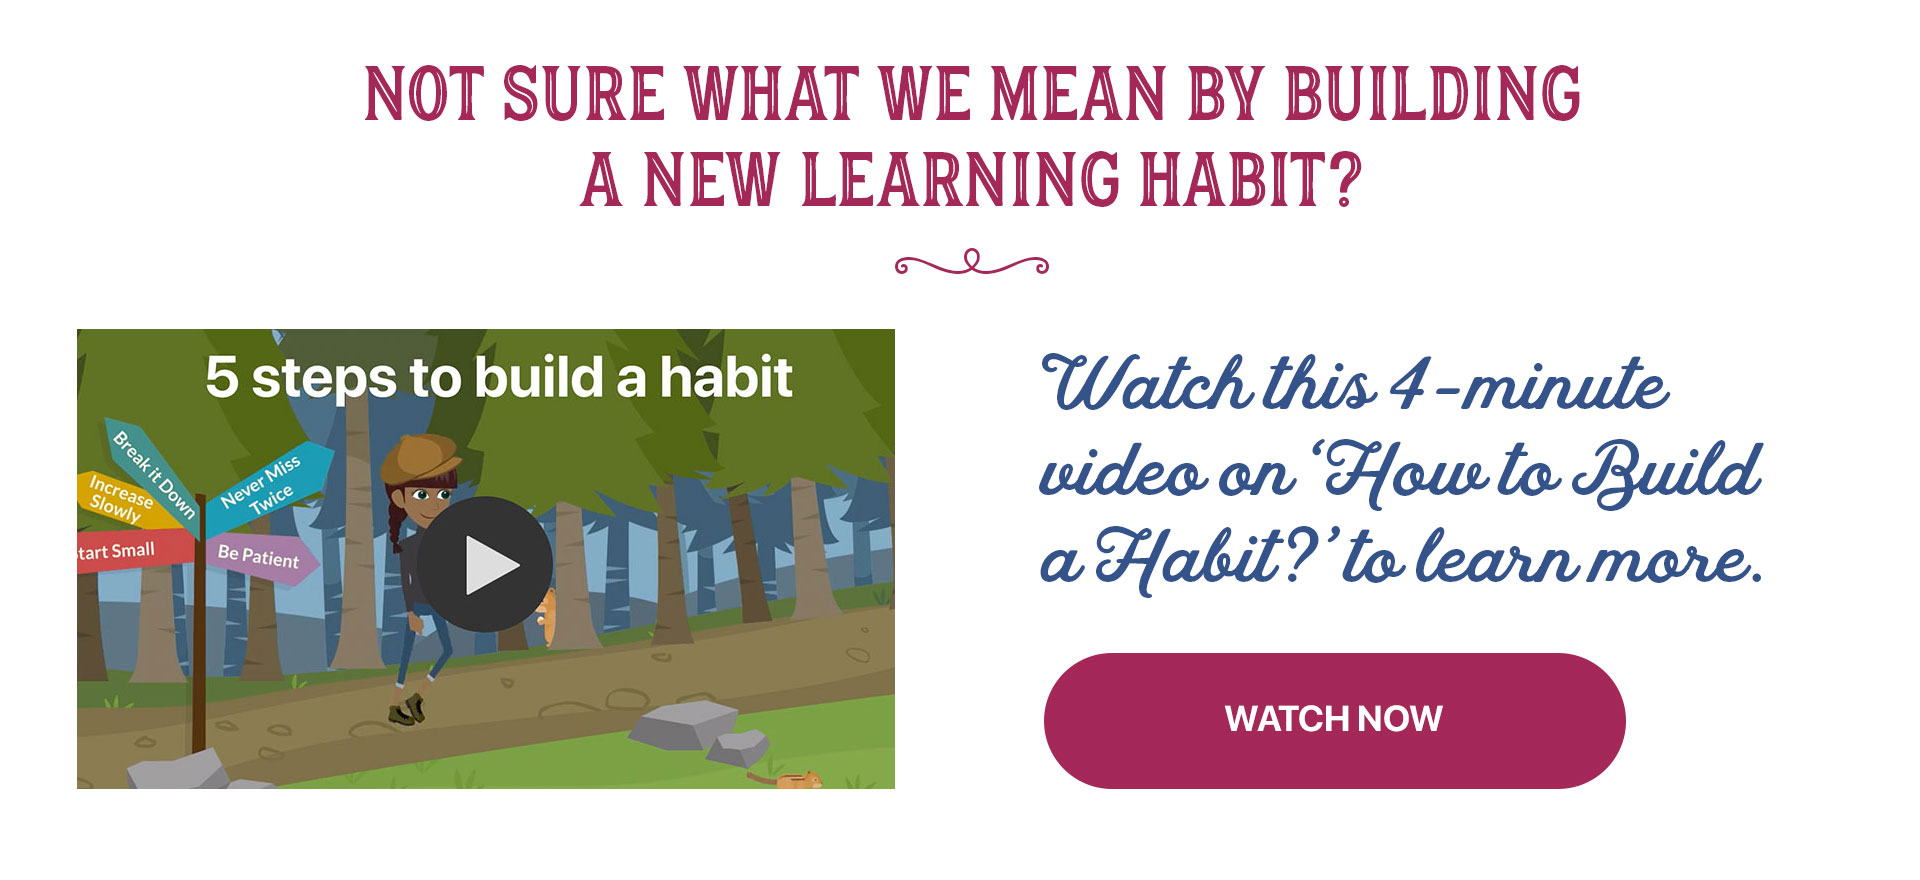 NOT SURE WHAT WE MEAN BY BUILDING
A NEW LEARNING HABIT?
5 steps to build a habit
Break it Down
Never Miss
Twice
Increase
Slowly
tart Small
Be Patient
Watch this 4-minute
video on ‘How to Build
a Habit?’ to learn more.
WATCH NOW